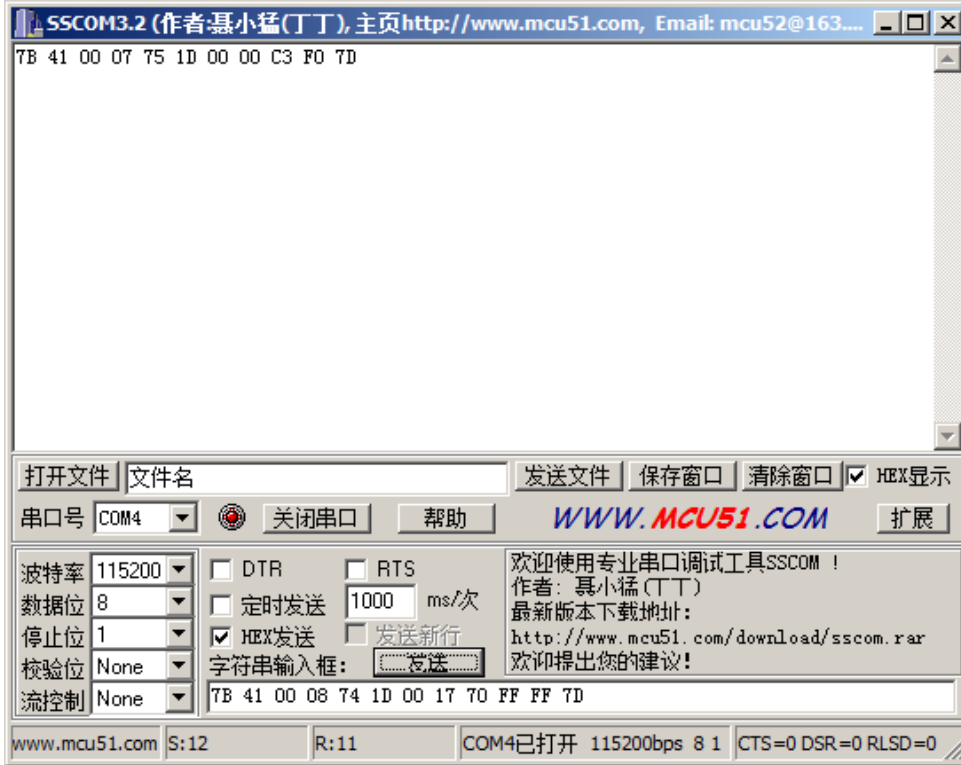 SSCOM3.2 (作者:聂小猛(丁丁), 主页http://www.mcu51.com, Email: mcu52@163....
7B 41 00 07 75 1D 00 00 C3 F0 7D
打开文件 文件名 发送文件 保存窗口 清除窗口 HEX显示
串口号 COM4 关闭串口 帮助 WWW.MCU51.COM 扩展
波特率 115200
数据位 8
停止位 1
校验位 None
流控制 None
DTR RTS
定时发送 1000 ms/次
HEX发送 发送新行
字符串输入框: 发送
7B 41 00 08 74 1D 00 17 70 FF FF 7D
欢迎使用专业串口调试工具SSCOM !
作者: 聂小猛(丁丁)
最新版本下载地址:
http://www.mcu51.com/download/sscom.rar
欢迎提出您的建议!
www.mcu51.com S:12 R:11 COM4已打开 115200bps 8 1 CTS=0 DSR=0 RLSD=0